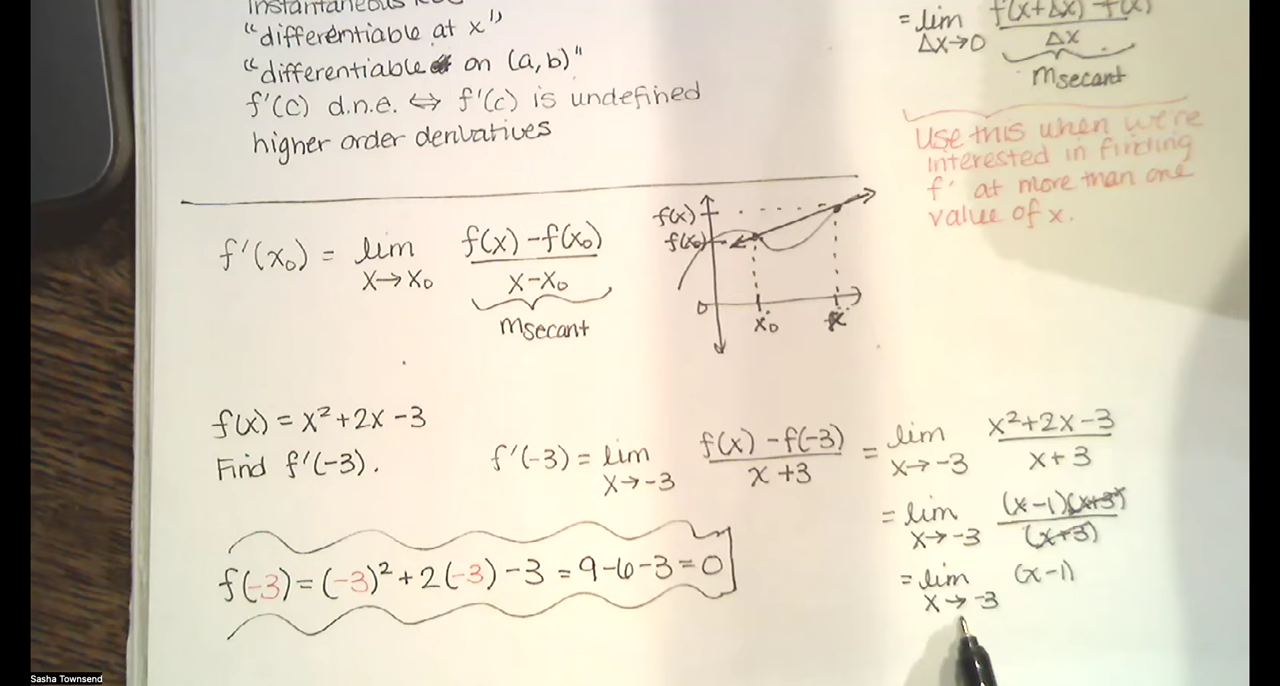 instantaneous
"differentiable at x"
"differentiable on (a,b)"
f'(c) d.n.e. ⇔ f'(c) is undefined
higher order derivatives
= lim f(x+Δx) - f(x)
Δx→0 Δx
msecant
Use this when we're
interested in finding
f' at more than one
value of x.
f'(x₀) = lim f(x) - f(x₀)
x→x₀ x-x₀
msecant
f(x)
f(x₀)
0
x₀
x
f(x) = x²+2x-3
Find f'(-3).
f'(-3) = lim f(x) - f(-3) = lim x²+2x-3
x→-3 x+3 x→-3 x+3
= lim (x-1)(x+3)
x→-3 (x+3)
= lim (x-1)
x→-3
f(-3) = (-3)² + 2(-3) - 3 = 9-6-3 = 0
Sasha Townsend